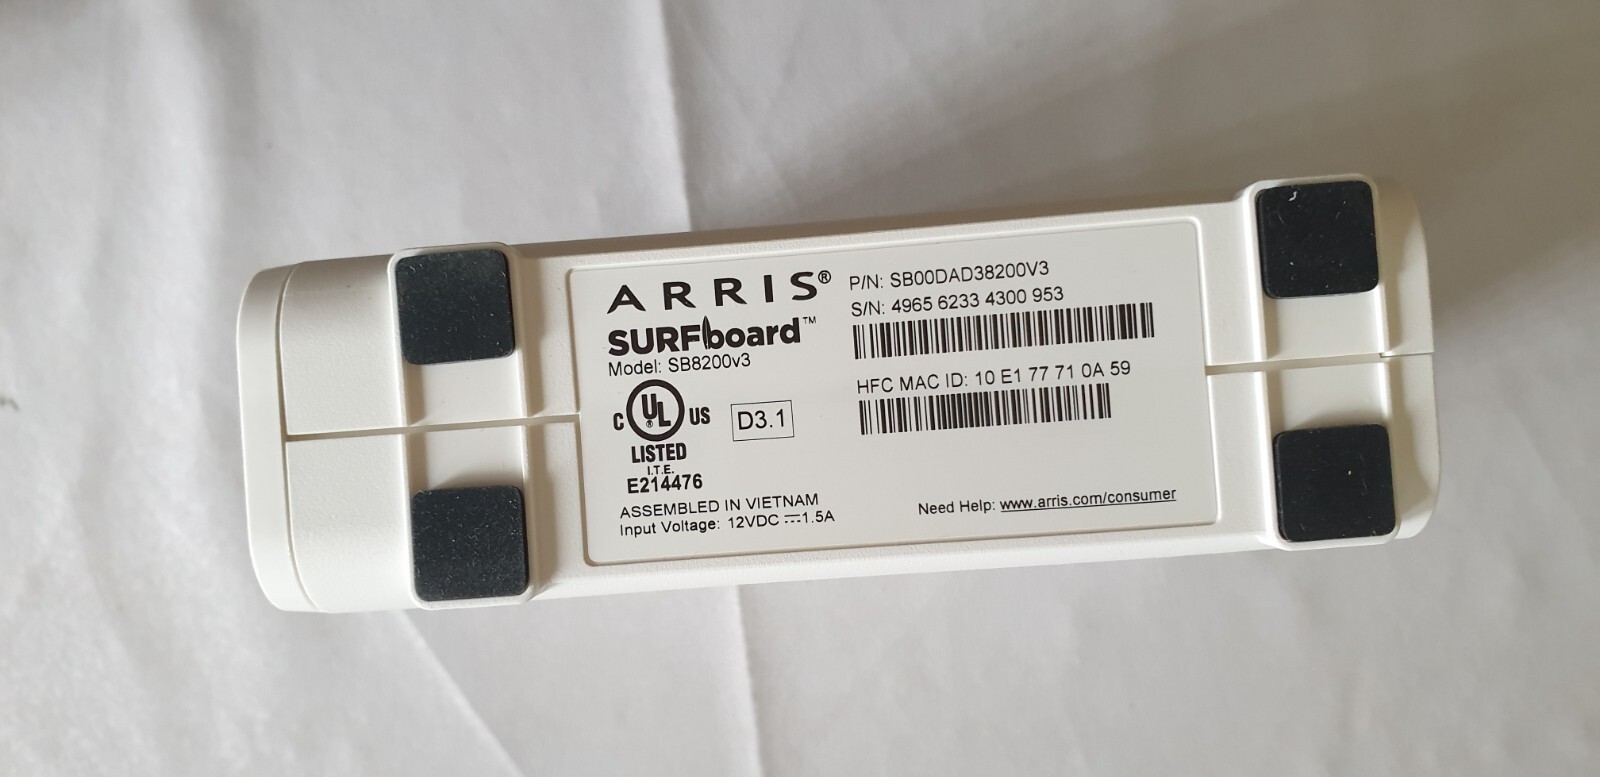 ARRIS®
SURFboard™
Model: SB8200v3
C UL® US
LISTED
I.T.E.
E214476
D3.1
ASSEMBLED IN VIETNAM
Input Voltage: 12VDC ⎓1.5A
P/N: SB00DAD38200V3
S/N: 4965 6233 4300 953
HFC MAC ID: 10 E1 77 71 0A 59
Need Help: www.arris.com/consumer